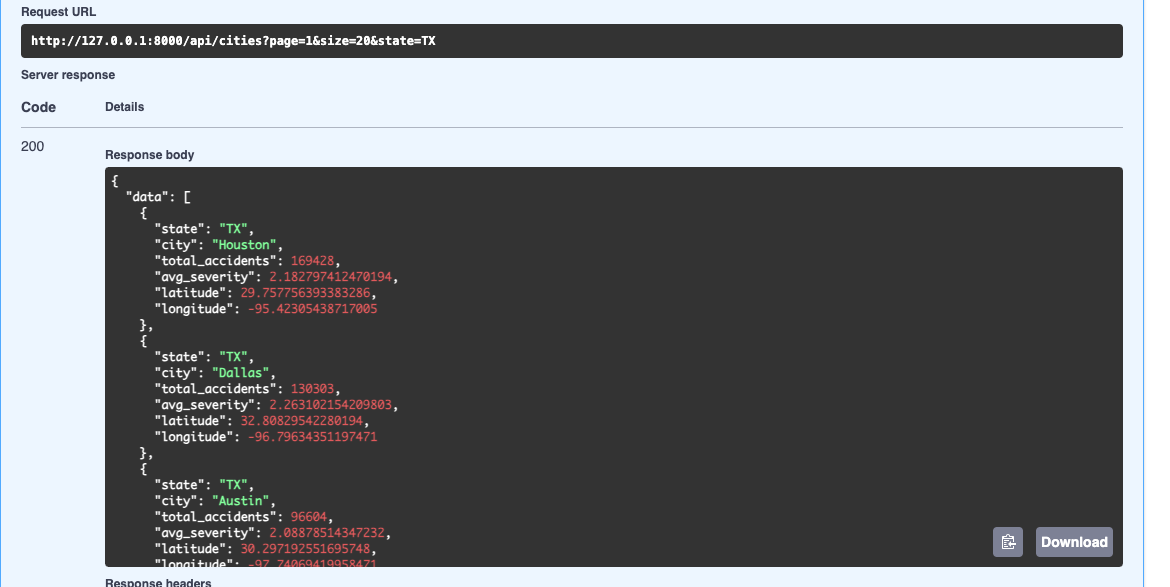 Request URL
http://127.0.0.1:8000/api/cities?page=1&size=20&state=TX
Server response
Code Details
200
Response body
{
"data": [
{
"state": "TX",
"city": "Houston",
"total_accidents": 169428,
"avg_severity": 2.182797412470194,
"latitude": 29.757756393383286,
"longitude": -95.42305438717005
},
{
"state": "TX",
"city": "Dallas",
"total_accidents": 130303,
"avg_severity": 2.263102154209803,
"latitude": 32.80829542280194,
"longitude": -96.79634351197471
},
{
"state": "TX",
"city": "Austin",
"total_accidents": 96604,
"avg_severity": 2.08878514347232,
"latitude": 30.297192551695748,
"longitude": -97.74069419958471
Download
Response headers